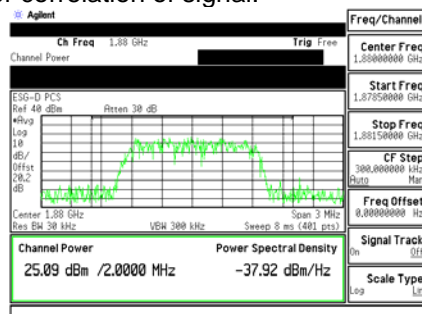 r correlation of signal.
Agilent
Freq/Channel
Ch Freq 1.88 GHz Trig Free
Channel Power
Center Freq
1.88000000 GHz
Start Freq
1.87850000 GHz
Stop Freq
1.88150000 GHz
CF Step
300.000000 kHz
Auto Man
Freq Offset
0.00000000 Hz
Signal Track
On Off
Scale Type
Log Lin
ESG-D PCS
Ref 40 dBm Atten 30 dB
#Avg
Log
10
dB/
Offst
20.2
dB
Center 1.88 GHz Span 3 MHz
Res BW 30 kHz VBW 300 kHz Sweep 8 ms (401 pts)
Channel Power Power Spectral Density
25.09 dBm /2.0000 MHz -37.92 dBm/Hz